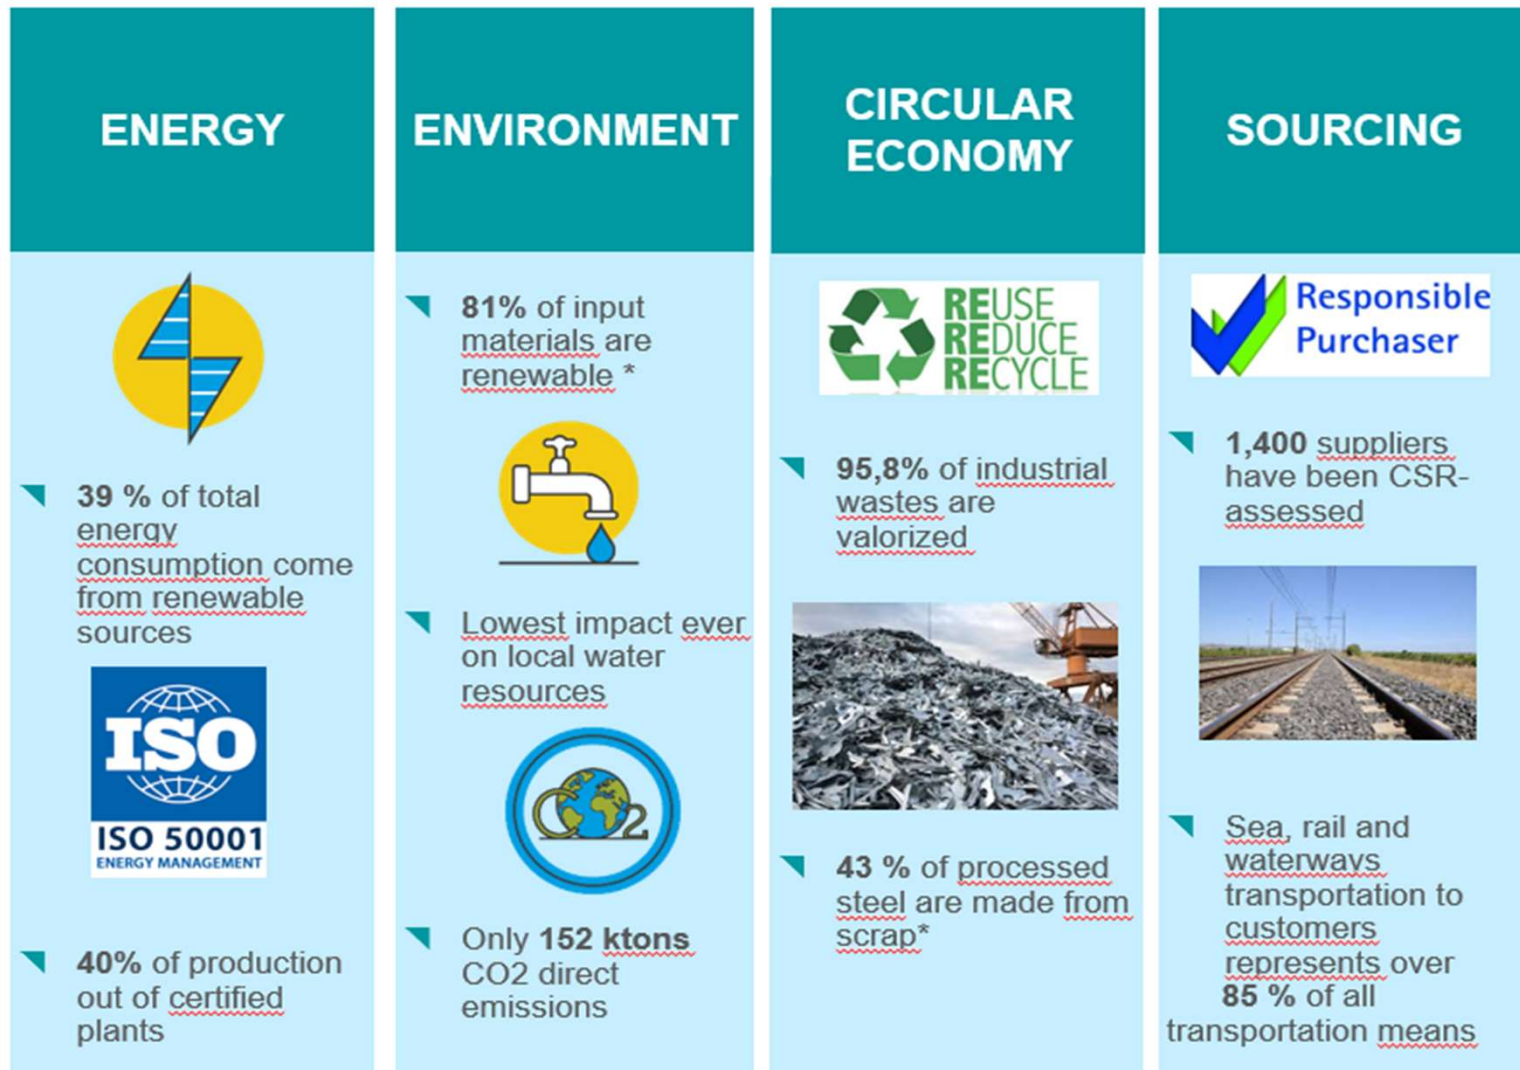 ENERGY
39 % of total
energy
consumption come
from renewable
sources
ISO
ISO 50001
ENERGY MANAGEMENT
40% of production
out of certified
plants
ENVIRONMENT
81% of input
materials are
renewable *
Lowest impact ever
on local water
resources
CO2
Only 152 ktons
CO2 direct
emissions
CIRCULAR
ECONOMY
REUSE
REDUCE
RECYCLE
95,8% of industrial
wastes are
valorized
43 % of processed
steel are made from
scrap*
SOURCING
Responsible
Purchaser
1,400 suppliers
have been CSR-
assessed
Sea, rail and
waterways
transportation to
customers
represents over
85 % of all
transportation means